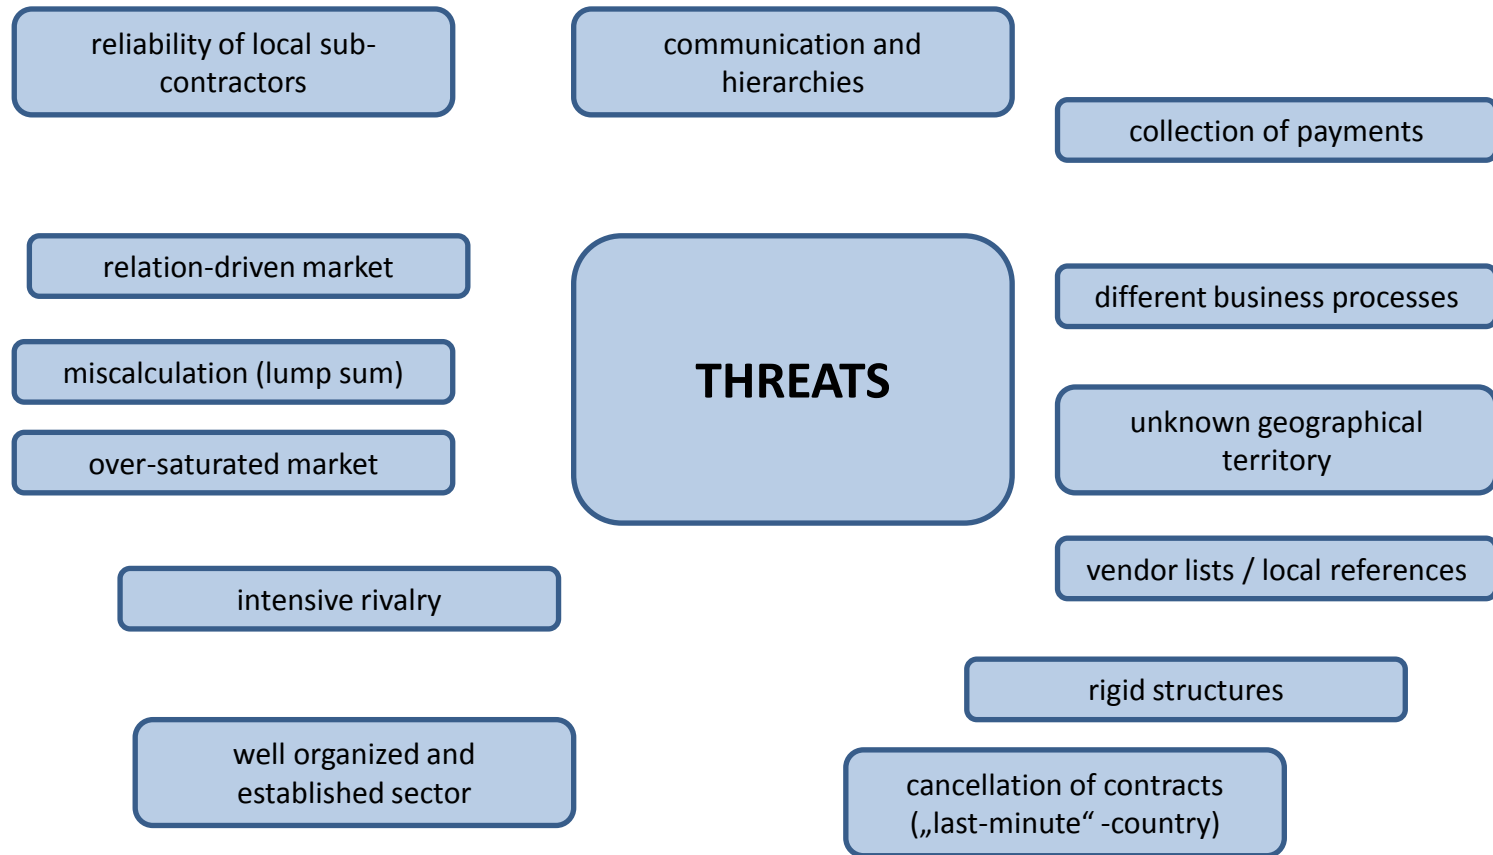 reliability of local sub-
contractors
communication and
hierarchies
collection of payments
relation-driven market
different business processes
miscalculation (lump sum)
THREATS
unknown geographical
territory
over-saturated market
vendor lists / local references
intensive rivalry
rigid structures
well organized and
established sector
cancellation of contracts
(„last-minute“ -country)